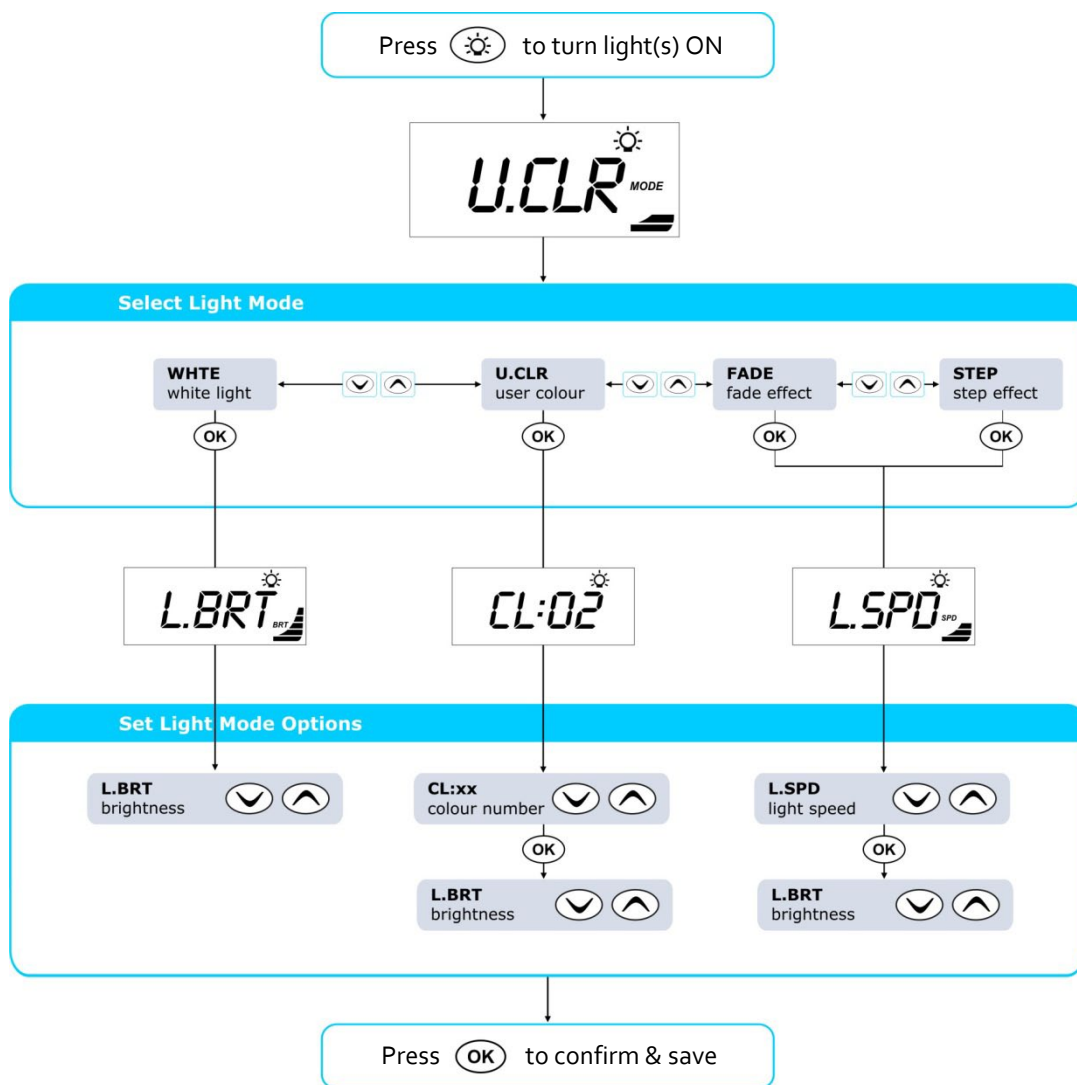 Press to turn light(s) ON
U.CLR
MODE
Select Light Mode
WHTE
white light
U.CLR
user colour
FADE
fade effect
STEP
step effect
OK
OK
OK
OK
L.BRT
BRT
CL:02
L.SPD
SPD
Set Light Mode Options
L.BRT
brightness
CL:xx
colour number
L.SPD
light speed
OK
OK
L.BRT
brightness
L.BRT
brightness
Press OK to confirm & save